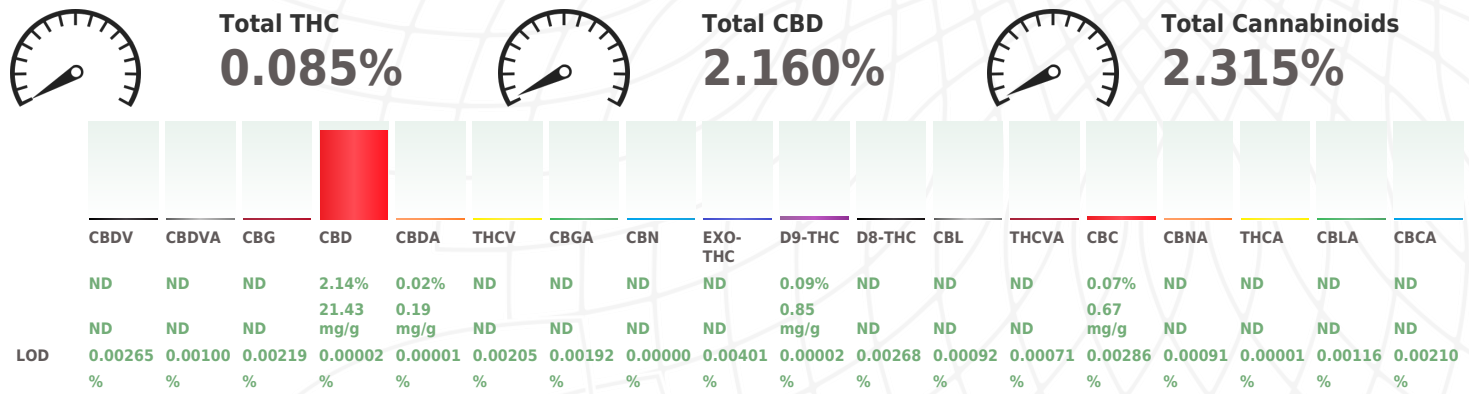 Total THC
0.085%
Total CBD
2.160%
Total Cannabinoids
2.315%
CBDV CBDVA CBG CBD CBDA THCV CBGA CBN EXO-THC D9-THC D8-THC CBL THCVA CBC CBNA THCA CBLA CBCA
ND ND ND 2.14% 0.02% ND ND ND ND 0.09% ND ND ND 0.07% ND ND ND ND
ND ND ND 21.43 mg/g 0.19 mg/g ND ND ND ND 0.85 mg/g ND ND ND 0.67 mg/g ND ND ND ND
LOD 0.00265 0.00100 0.00219 0.00002 0.00001 0.00205 0.00192 0.00000 0.00401 0.00002 0.00268 0.00092 0.00071 0.00286 0.00091 0.00001 0.00116 0.00210
% % % % % % % % % % % % % % % % % %